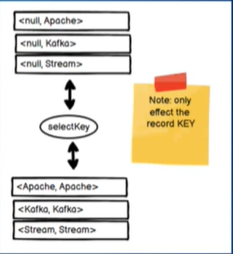 <null, Apache>
<null, Kafka>
<null, Stream>
selectKey
Note: only
effect the
record KEY
<Apache, Apache>
<Kafka, Kafka>
<Stream, Stream>